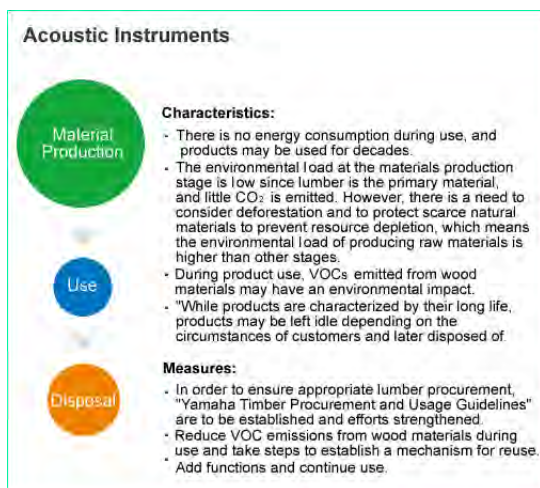 Acoustic Instruments
Material
Production
Use
Disposal
Characteristics:
- There is no energy consumption during use, and
products may be used for decades.
- The environmental load at the materials production
stage is low since lumber is the primary material,
and little CO₂ is emitted. However, there is a need to
consider deforestation and to protect scarce natural
materials to prevent resource depletion, which means
the environmental load of producing raw materials is
higher than other stages.
- During product use, VOCs emitted from wood
materials may have an environmental impact.
- "While products are characterized by their long life,
products may be left idle depending on the
circumstances of customers and later disposed of.
Measures:
- In order to ensure appropriate lumber procurement,
"Yamaha Timber Procurement and Usage Guidelines"
are to be established and efforts strengthened.
- Reduce VOC emissions from wood materials during
use and take steps to establish a mechanism for reuse.
- Add functions and continue use.